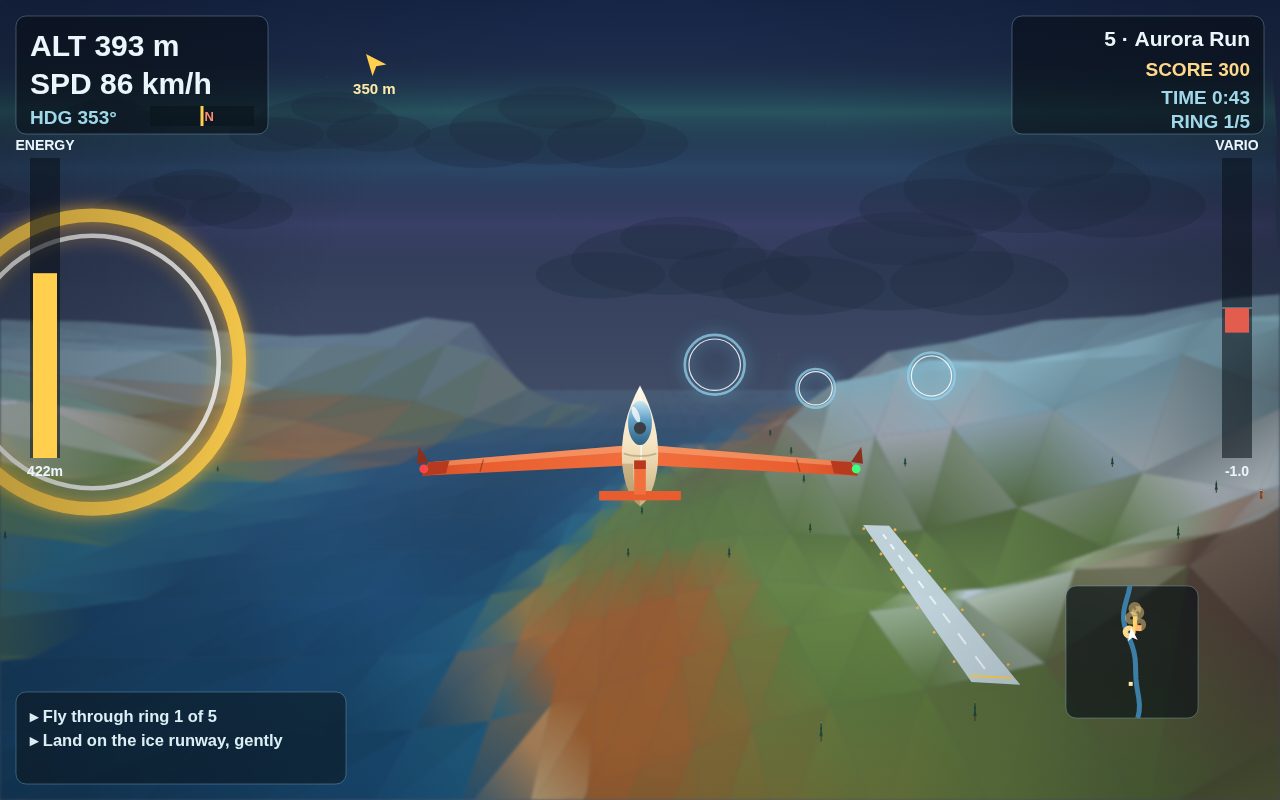 ALT 393 m
SPD 86 km/h
HDG 353°
N
ENERGY
422m
350 m
5 · Aurora Run
SCORE 300
TIME 0:43
RING 1/5
VARIO
-1.0
▸ Fly through ring 1 of 5
▸ Land on the ice runway, gently